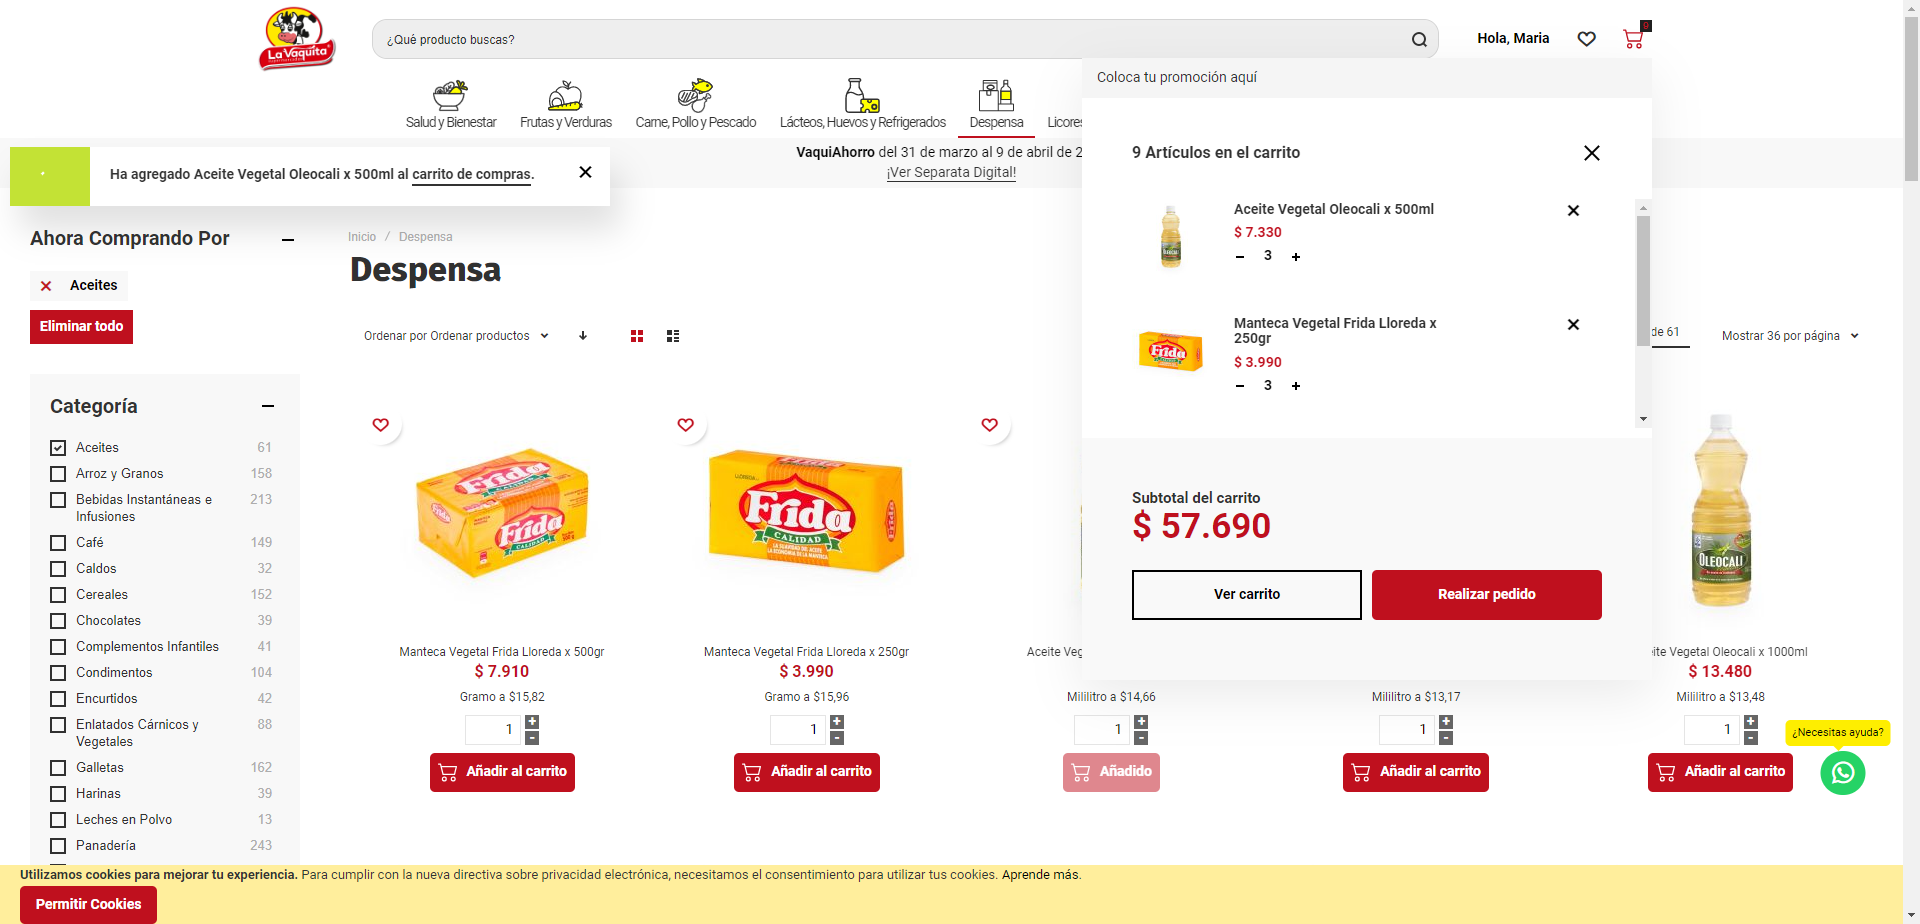 La Vaquita
¿Qué producto buscas?
Hola, Maria
9
Salud y Bienestar
Frutas y Verduras
Carne, Pollo y Pescado
Lácteos, Huevos y Refrigerados
Despensa
Licores
Coloca tu promoción aquí
VaquiAhorro del 31 de marzo al 9 de abril de 2
¡Ver Separata Digital!
Ha agregado Aceite Vegetal Oleocali x 500ml al carrito de compras.
9 Artículos en el carrito
Aceite Vegetal Oleocali x 500ml
$ 7.330
3
Manteca Vegetal Frida Lloreda x
250gr
$ 3.990
3
Subtotal del carrito
$ 57.690
Ver carrito
Realizar pedido
Ahora Comprando Por
Aceites
Eliminar todo
Inicio / Despensa
Despensa
Ordenar por Ordenar productos
de 61
Mostrar 36 por página
Categoría
Aceites 61
Arroz y Granos 158
Bebidas Instantáneas e
Infusiones 213
Café 149
Caldos 32
Cereales 152
Chocolates 39
Complementos Infantiles 41
Condimentos 104
Encurtidos 42
Enlatados Cárnicos y
Vegetales 88
Galletas 162
Harinas 39
Leches en Polvo 13
Panadería 243
Frida
Frida
CALIDAD
Frida
CALIDAD
OLEOCALI
Manteca Vegetal Frida Lloreda x 500gr
$ 7.910
Gramo a $15,82
1
Añadir al carrito
Manteca Vegetal Frida Lloreda x 250gr
$ 3.990
Gramo a $15,96
1
Añadir al carrito
Aceite Veg
Mililitro a $14,66
1
Añadido
Mililitro a $13,17
1
Añadir al carrito
ite Vegetal Oleocali x 1000ml
$ 13.480
Mililitro a $13,48
1
Añadir al carrito
¿Necesitas ayuda?
Utilizamos cookies para mejorar tu experiencia. Para cumplir con la nueva directiva sobre privacidad electrónica, necesitamos el consentimiento para utilizar tus cookies. Aprende más.
Permitir Cookies